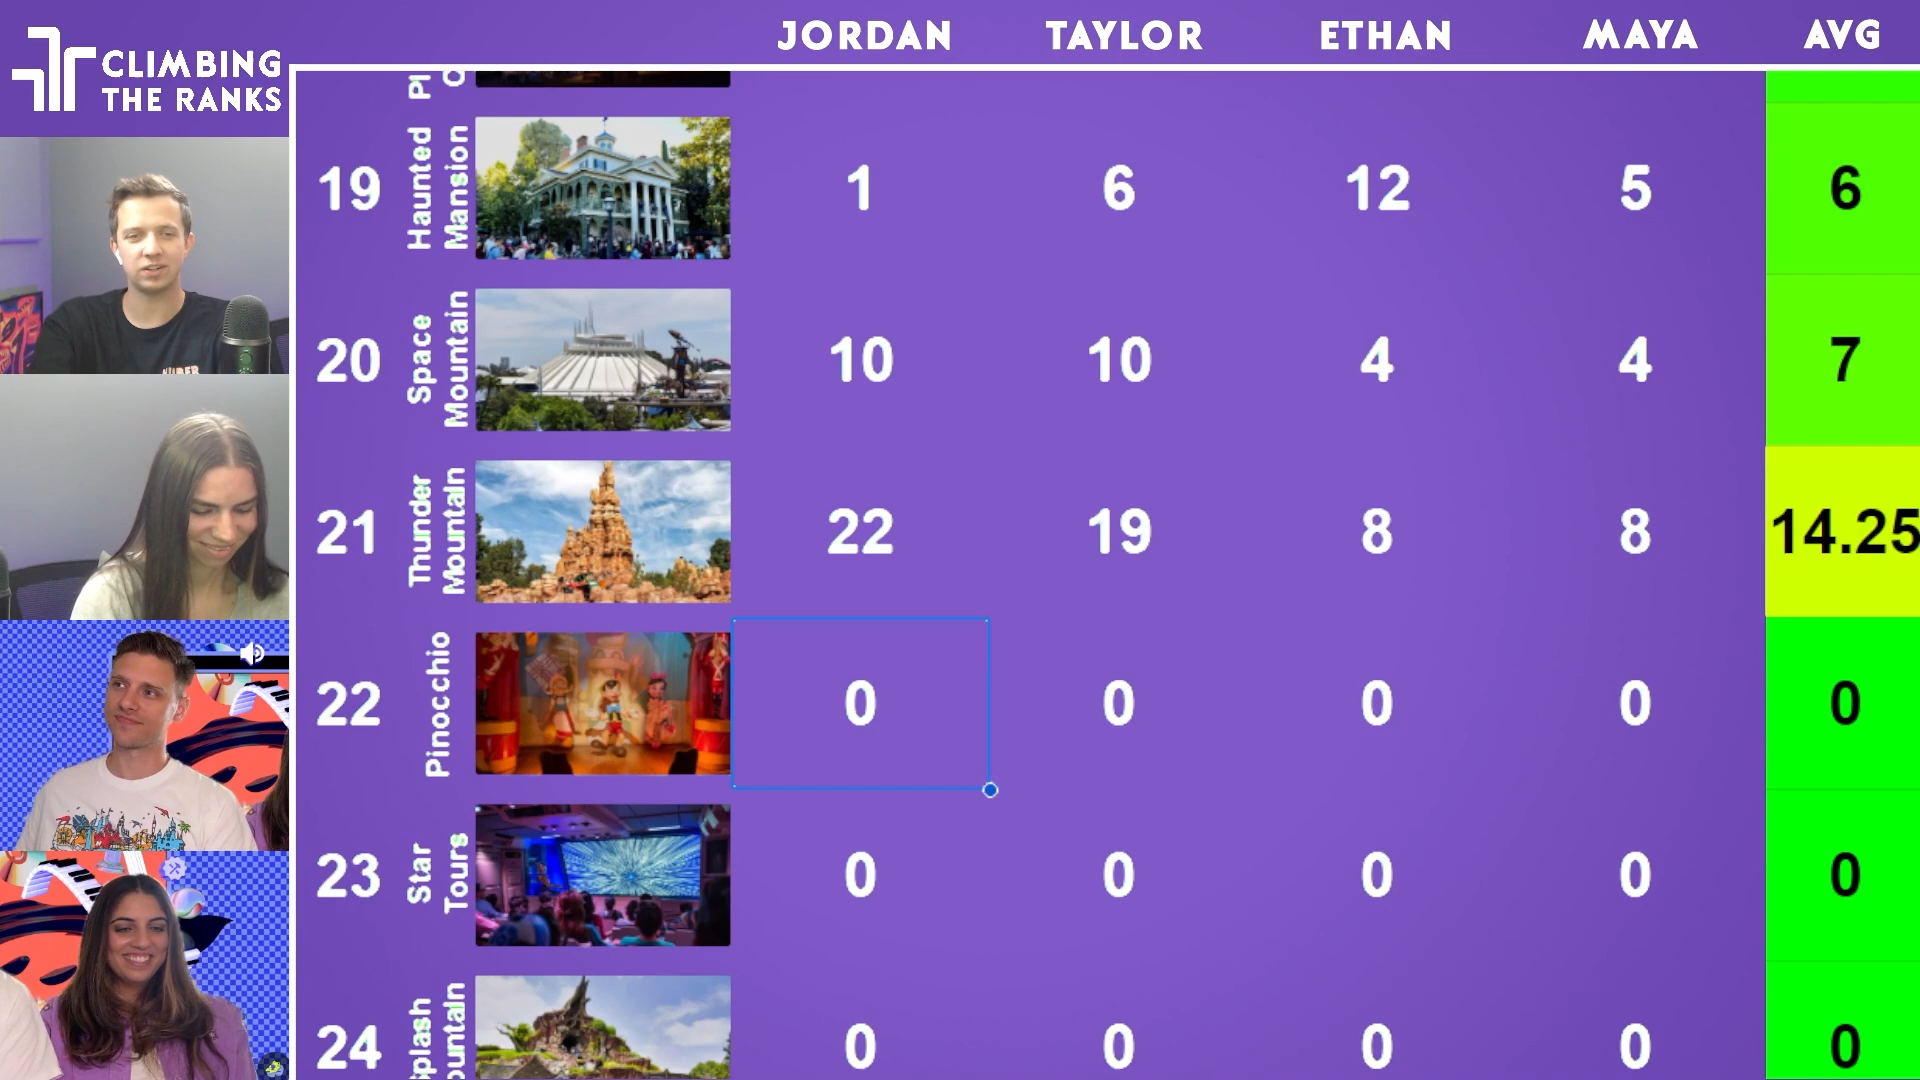 CLIMBING
THE RANKS
JORDAN TAYLOR ETHAN MAYA AVG
19 Haunted Mansion 1 6 12 5 6
20 Space Mountain 10 10 4 4 7
21 Thunder Mountain 22 19 8 8 14.25
22 Pinocchio 0 0 0 0 0
23 Star Tours 0 0 0 0 0
24 plash ountain 0 0 0 0 0